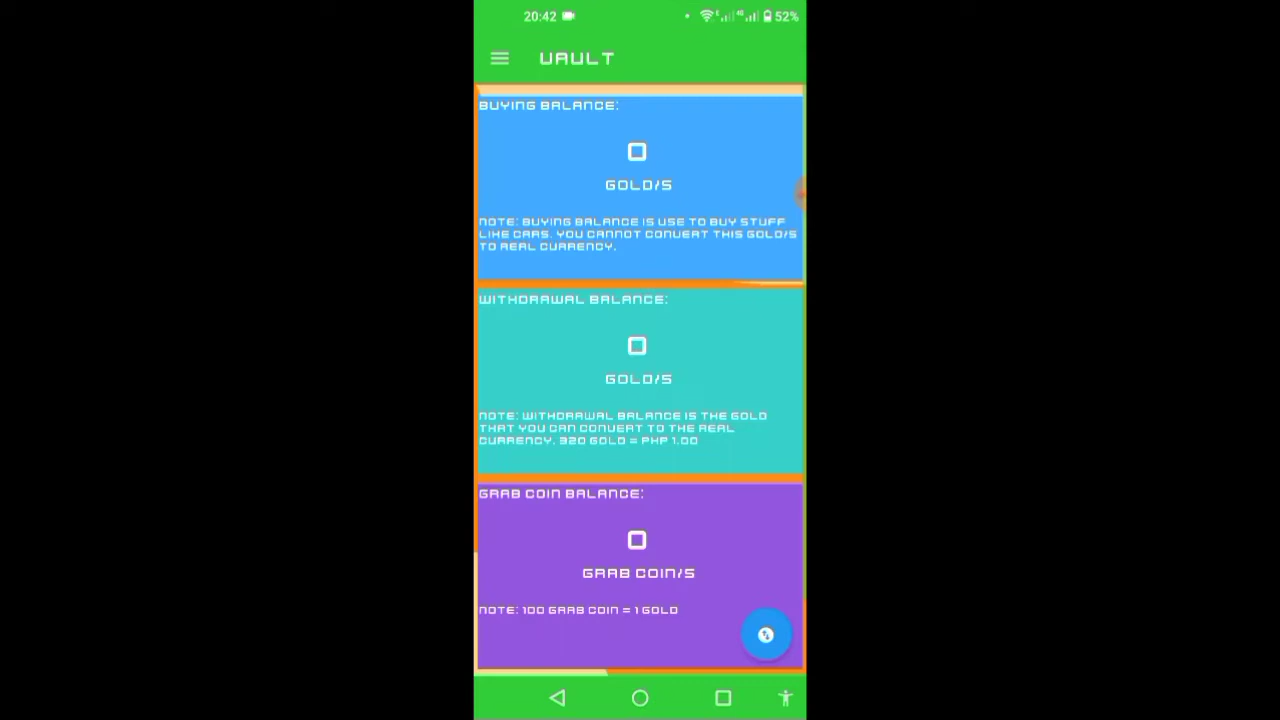 20:42
E 4G 52%
VAULT
BUYING BALANCE:
0
GOLD/S
NOTE: BUYING BALANCE IS USE TO BUY STUFF
LIKE CARS. YOU CANNOT CONVERT THIS GOLD/S
TO REAL CURRENCY.
WITHDRAWAL BALANCE:
0
GOLD/S
NOTE: WITHDRAWAL BALANCE IS THE GOLD
THAT YOU CAN CONVERT TO THE REAL
CURRENCY. 320 GOLD = PHP 1.00
GRAB COIN BALANCE:
0
GRAB COIN/S
NOTE: 100 GRAB COIN = 1 GOLD